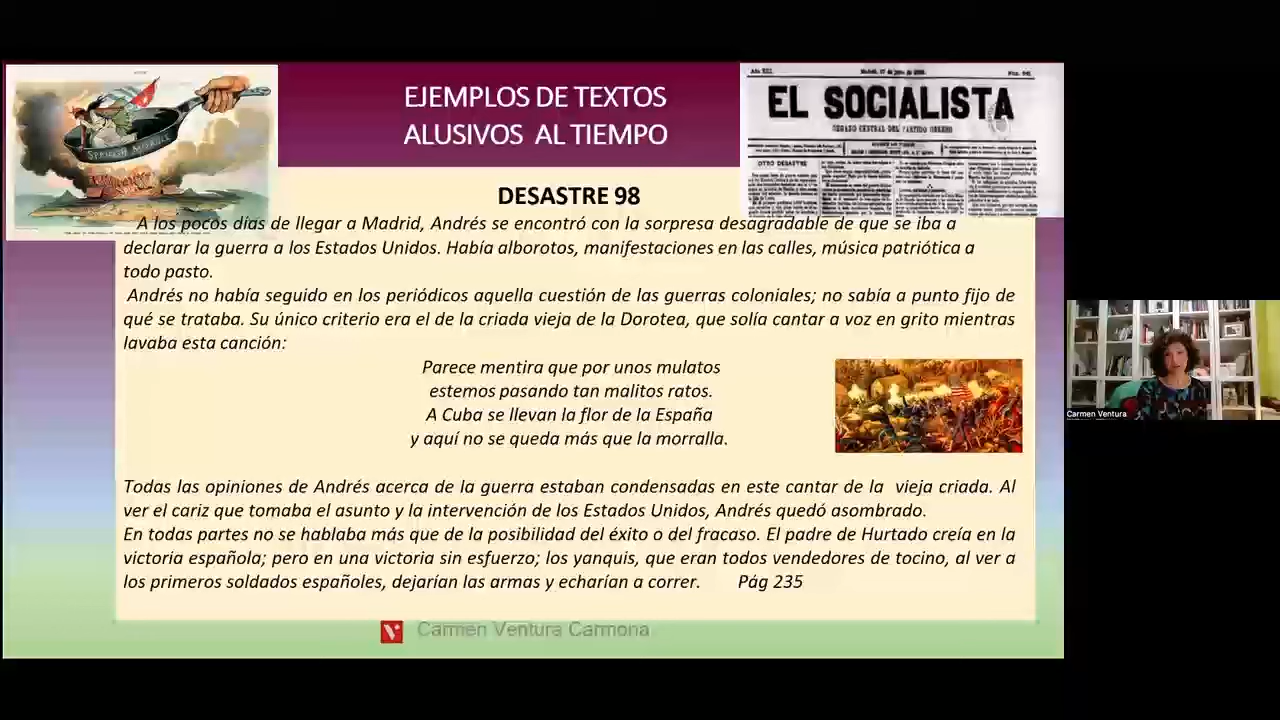 EJEMPLOS DE TEXTOS
ALUSIVOS AL TIEMPO
SPANISH MISRULE
EL SOCIALISTA
ORGANO CENTRAL DEL PARTIDO OBRERO
OTRO DESASTRE
DESASTRE 98
A los pocos dias de llegar a Madrid, Andrés se encontró con la sorpresa desagradable de que se iba a
declarar la guerra a los Estados Unidos. Había alborotos, manifestaciones en las calles, música patriótica a
todo pasto.
Andrés no había seguido en los periódicos aquella cuestión de las guerras coloniales; no sabía a punto fijo de
qué se trataba. Su único criterio era el de la criada vieja de la Dorotea, que solía cantar a voz en grito mientras
lavaba esta canción:
Parece mentira que por unos mulatos
estemos pasando tan malitos ratos.
A Cuba se llevan la flor de la España
y aquí no se queda más que la morralla.
Todas las opiniones de Andrés acerca de la guerra estaban condensadas en este cantar de la vieja criada. Al
ver el cariz que tomaba el asunto y la intervención de los Estados Unidos, Andrés quedó asombrado.
En todas partes no se hablaba más que de la posibilidad del éxito o del fracaso. El padre de Hurtado creía en la
victoria española; pero en una victoria sin esfuerzo; los yanquis, que eran todos vendedores de tocino, al ver a
los primeros soldados españoles, dejarían las armas y echarían a correr. Pág 235
Carmen Ventura Carmona
Carmen Ventura